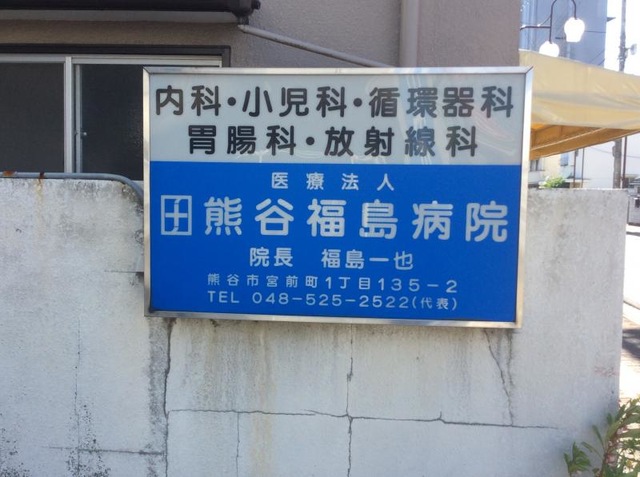 内科・小児科・循環器科
胃腸科・放射線科
医療法人
熊谷福島病院
院長 福島一也
熊谷市宮前町1丁目135-2
TEL 048-525-2522(代表)